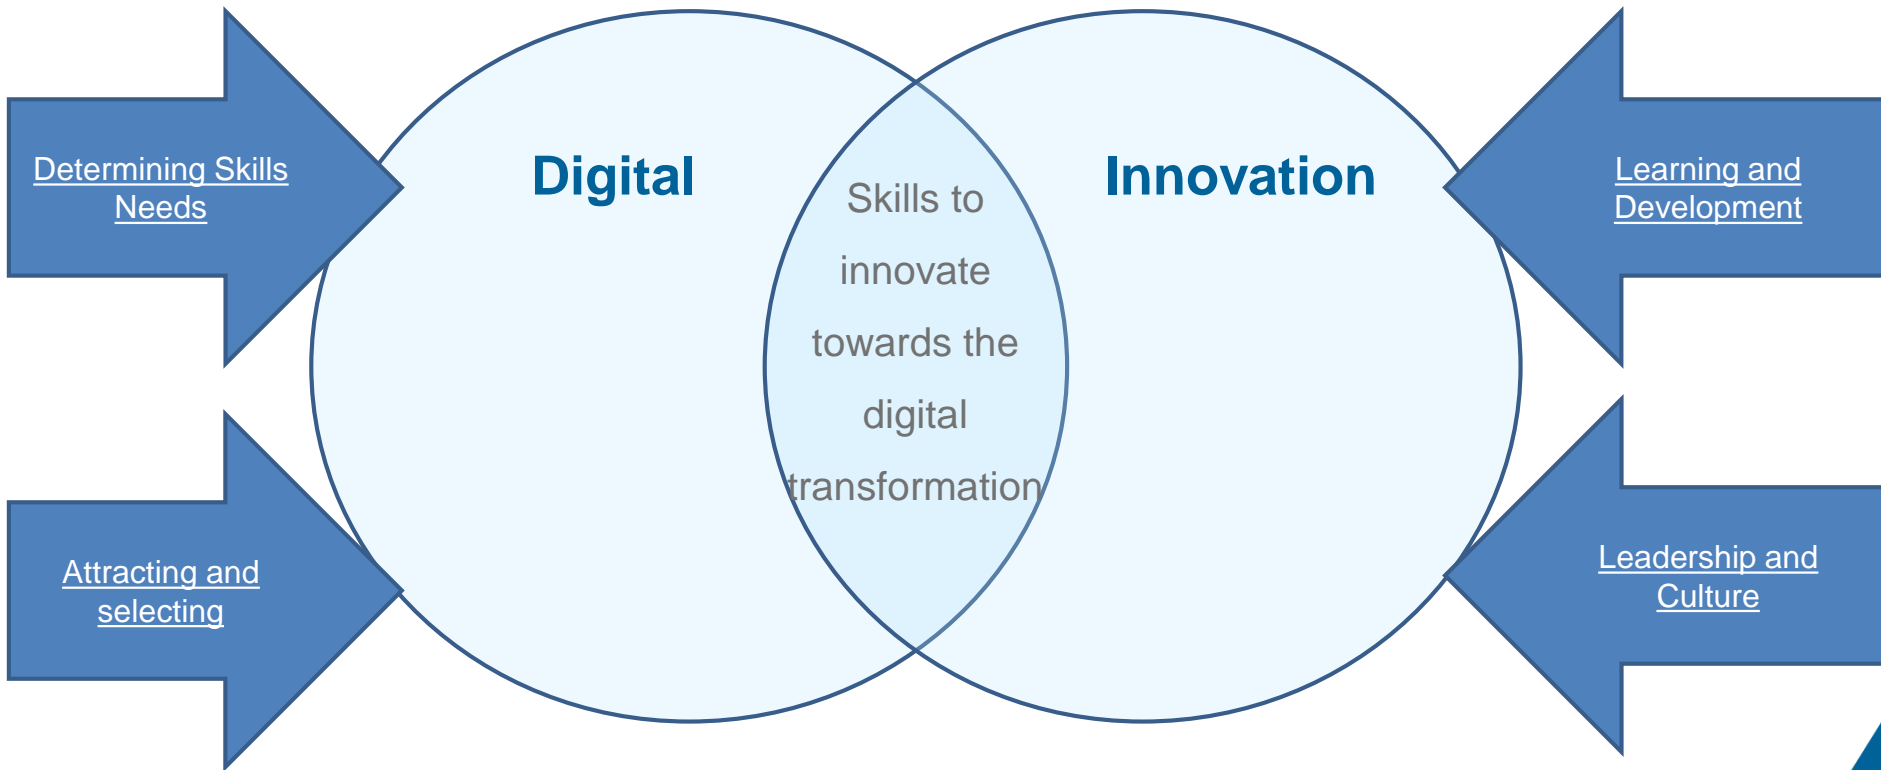 Determining Skills
Needs
Attracting and
selecting
Digital
Skills to
innovate
towards the
digital
transformation
Innovation
Learning and
Development
Leadership and
Culture